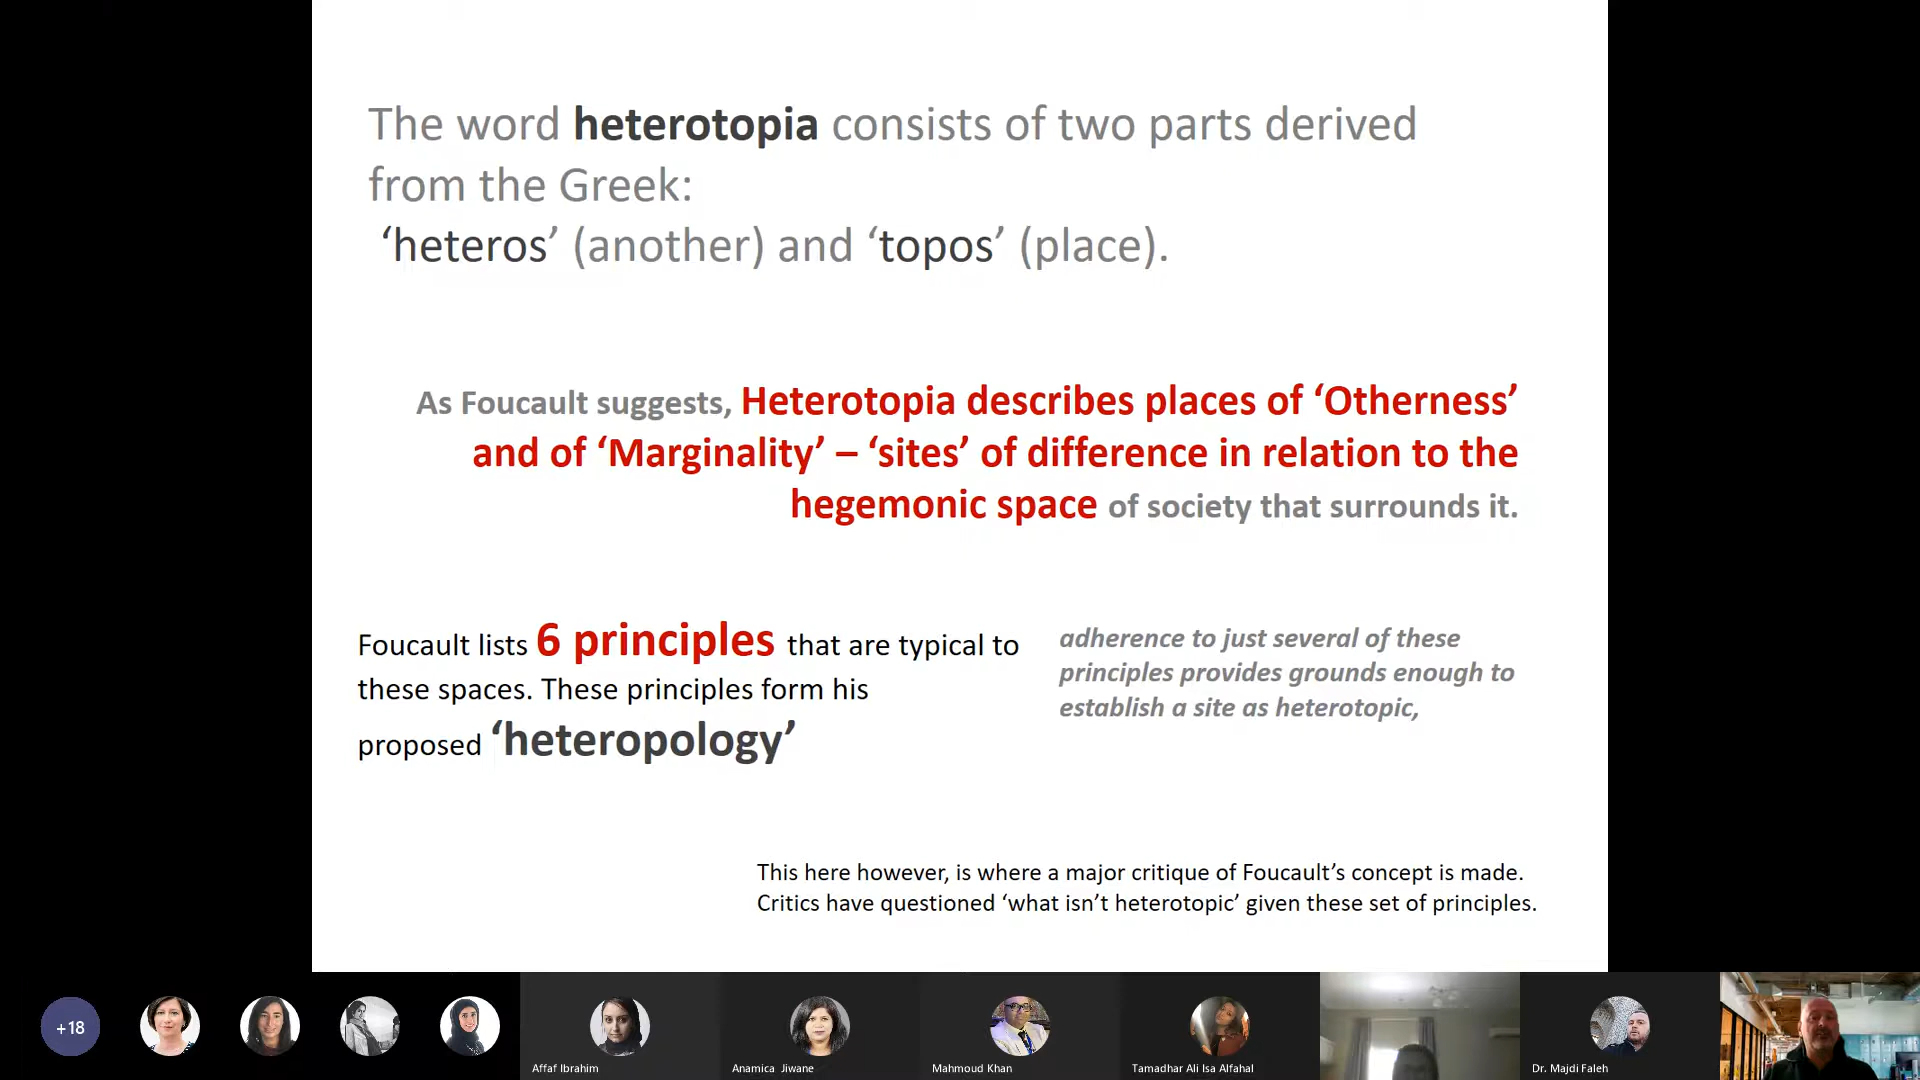 The word heterotopia consists of two parts derived
from the Greek:
‘heteros’ (another) and ‘topos’ (place).
As Foucault suggests, Heterotopia describes places of ‘Otherness’
and of ‘Marginality’ – ‘sites’ of difference in relation to the
hegemonic space of society that surrounds it.
Foucault lists 6 principles that are typical to
these spaces. These principles form his
proposed ‘heteropology’
adherence to just several of these
principles provides grounds enough to
establish a site as heterotopic,
This here however, is where a major critique of Foucault’s concept is made.
Critics have questioned ‘what isn’t heterotopic’ given these set of principles.
+18
Affaf Ibrahim
Anamica Jiwane
Mahmoud Khan
Tamadhar Ali Isa Alfahal
Dr. Majdi Faleh